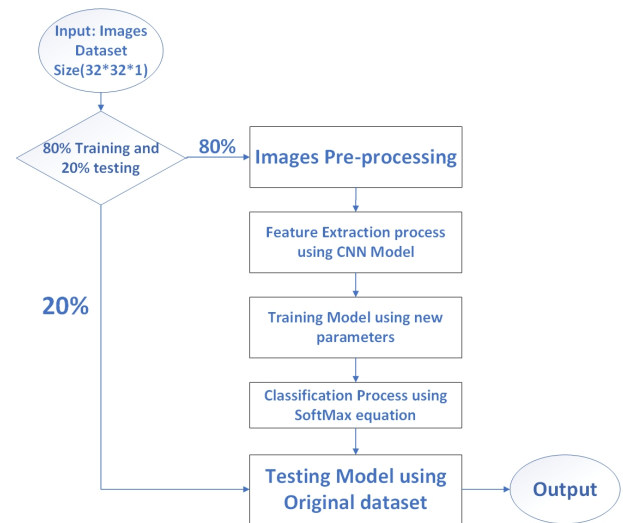 Input: Images
Dataset
Size(32*32*1)
80% Training and
20% testing
80%
Images Pre-processing
Feature Extraction process
using CNN Model
20%
Training Model using new
parameters
Classification Process using
SoftMax equation
Testing Model using
Original dataset
Output